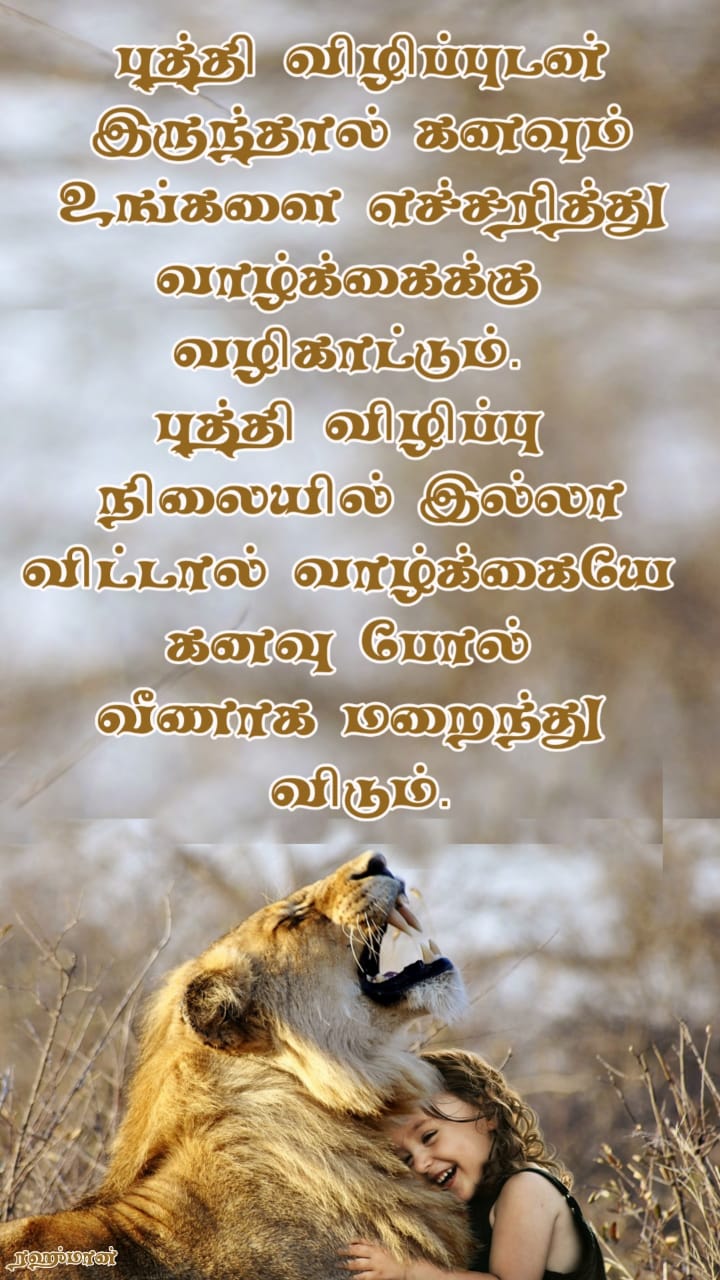 புத்தி விழிப்புடன்
இருந்தால் கனவும்
உங்களை எச்சரித்து
வாழ்க்கைக்கு
வழிகாட்டும்.
புத்தி விழிப்பு
நிலையில் இல்லா
விட்டால் வாழ்க்கையே
கனவு போல்
வீணாக மறைந்து
விடும்.
ரஹ்மான்